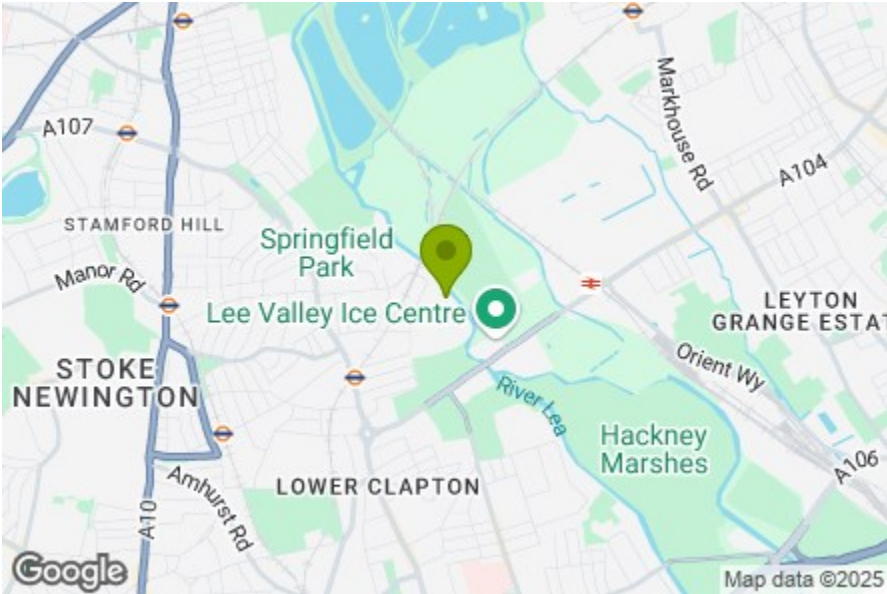 Markhouse Rd
A107
A104
STAMFORD HILL
Springfield
Park
Manor Rd
Lee Valley Ice Centre
LEYTON
GRANGE ESTAT
STOKE
NEWINGTON
Orient Wy
River Lea
Hackney
Marshes
A106
LOWER CLAPTON
Amhurst Rd
A10
Google
Map data ©2025